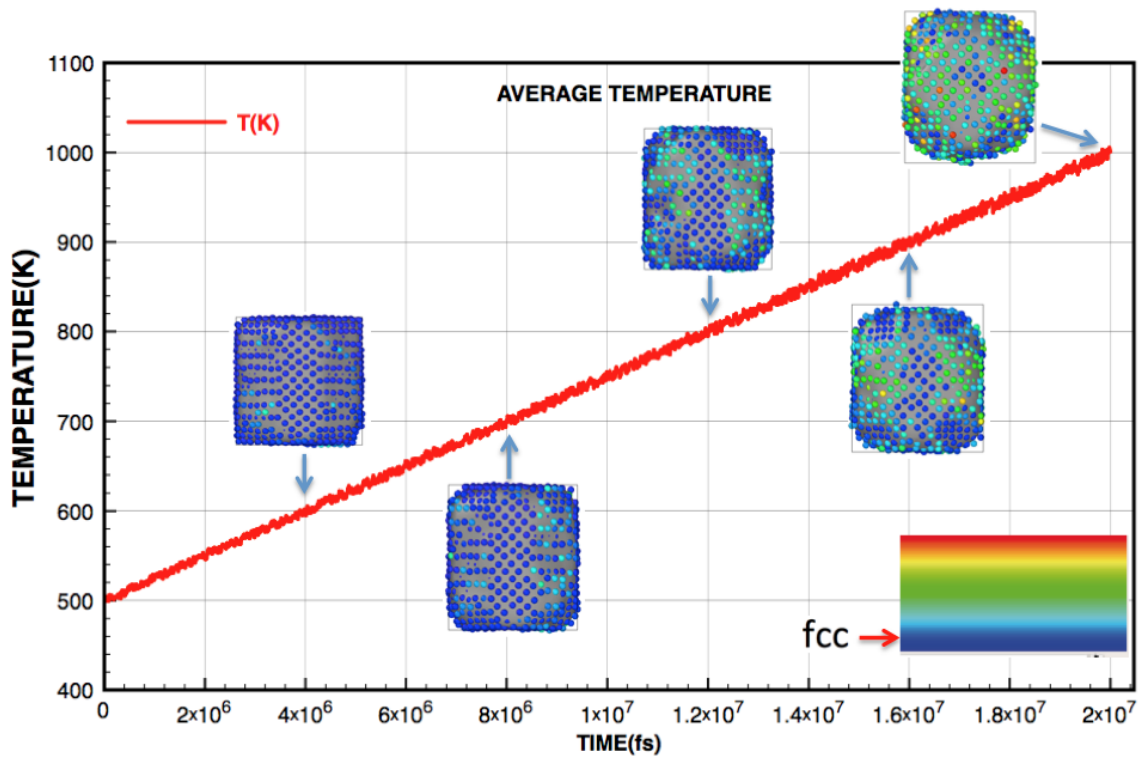 AVERAGE TEMPERATURE
T(K)
1100
1000
900
800
700
600
500
400
TEMPERATURE(K)
fcc
0
2x10⁶
4x10⁶
6x10⁶
8x10⁶
1x10⁷
1.2x10⁷
1.4x10⁷
1.6x10⁷
1.8x10⁷
2x10⁷
TIME(fs)